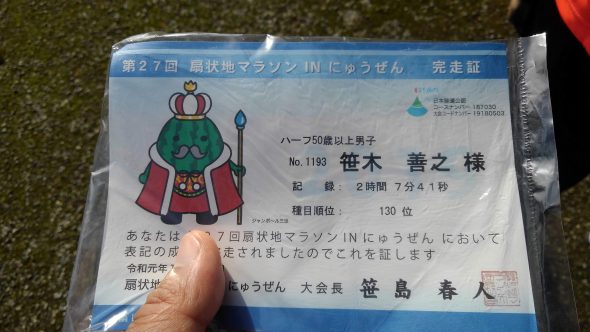 第27回 扇状地マラソン IN にゅうぜん 完走証
日本陸連公認
コースナンバー 187030
大会コードナンバー 19180503
ハーフ50歳以上男子
No. 1193 笹木 善之 様
記 録: 2時間 7分41秒
種目順位: 130 位
ジャンボール三世
あなたは 27回扇状地マラソン IN にゅうぜん において
表記の成 走されましたのでこれを証します
令和元年
扇状 にゅうぜん 大会長 笹島 春人